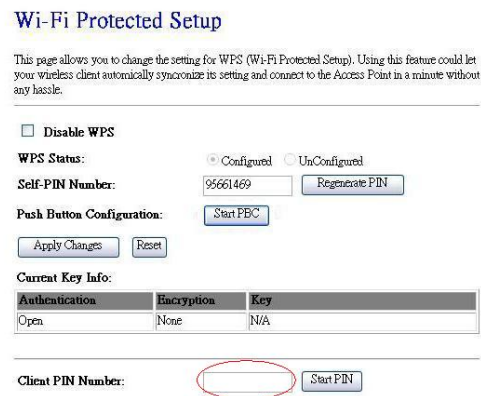 Wi-Fi Protected Setup
This page allows you to change the setting for WPS (Wi-Fi Protected Setup). Using this feature could let
your wireless client automically syncronize its setting and connect to the Access Point in a minute without
any hassle.
Disable WPS
WPS Status: Configured UnConfigured
Self-PIN Number: 95661469 Regenerate PIN
Push Button Configuration: Start PBC
Apply Changes Reset
Current Key Info:
Authentication Encryption Key
Open None N/A
Client PIN Number: Start PIN